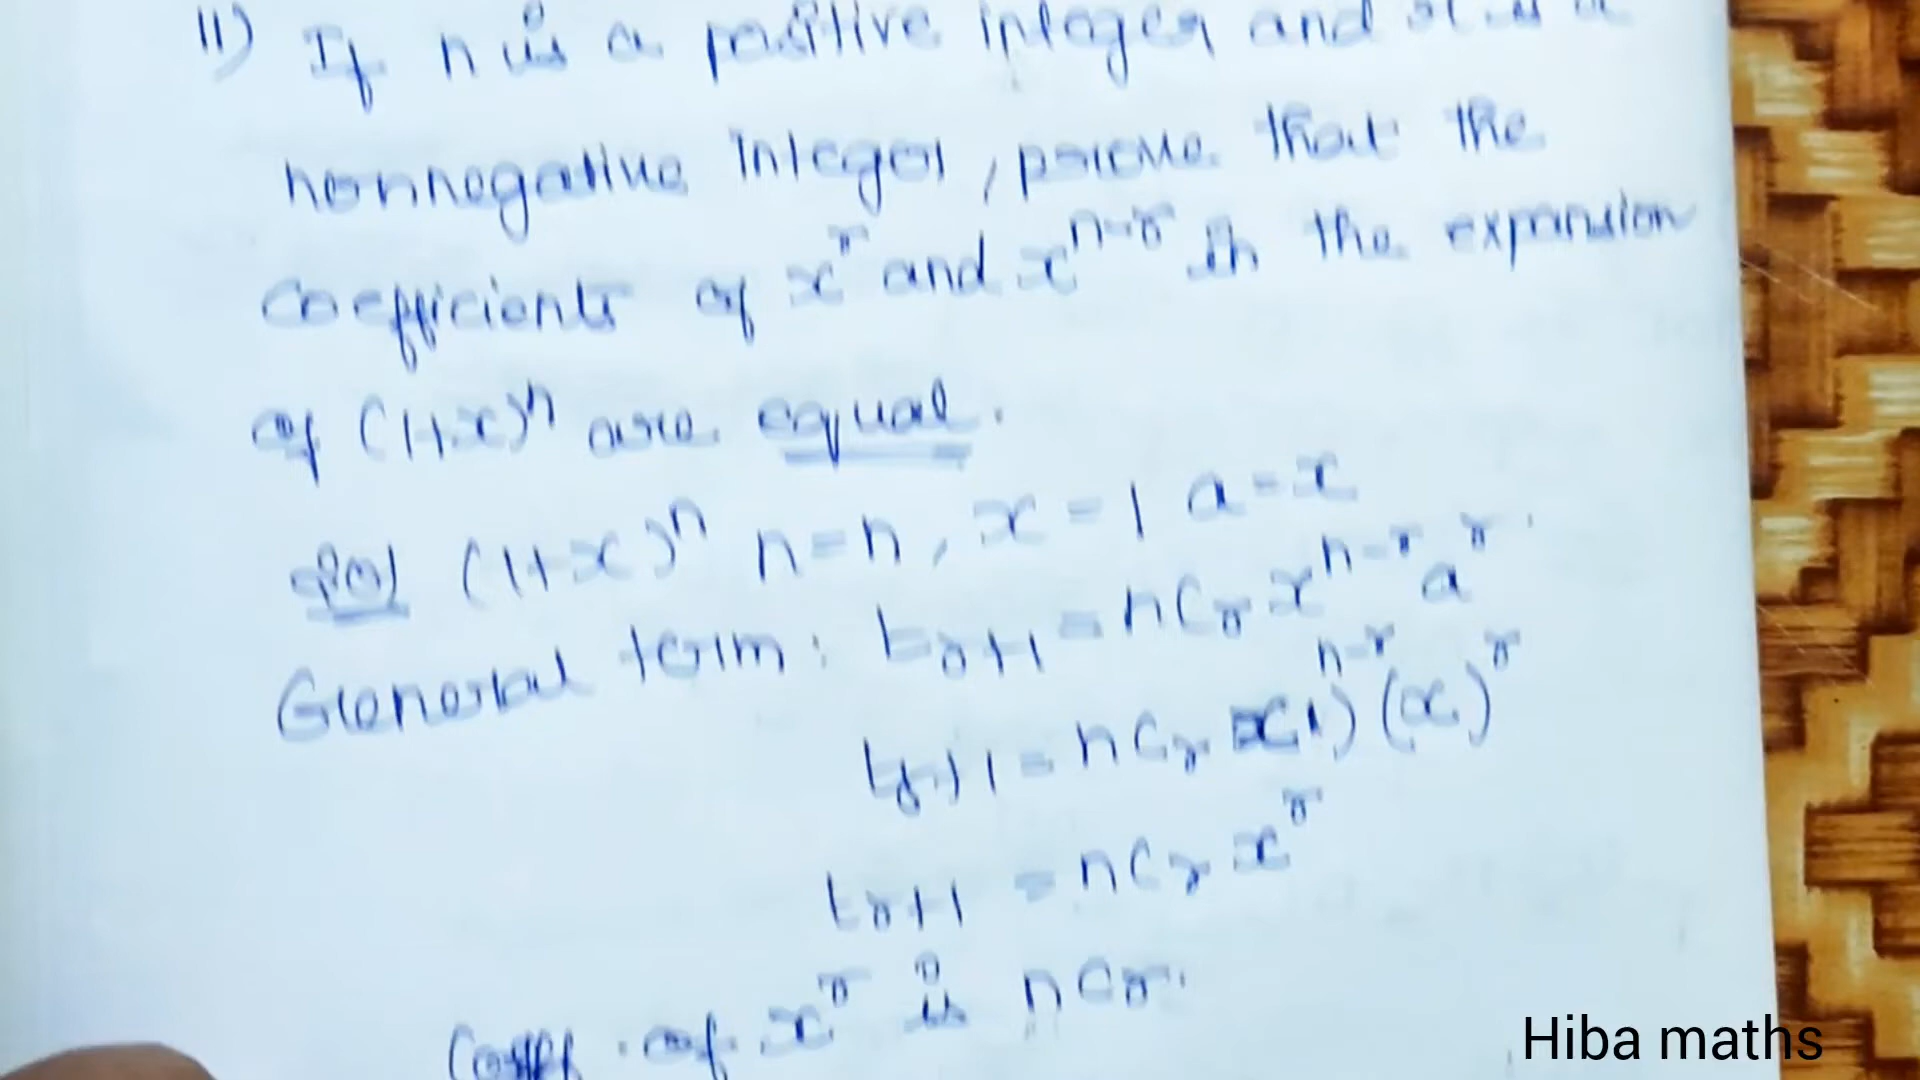 11) If n is a positive integer and r is a
nonnegative integer, prove that the
coefficients of x^r and x^{n-r} in the expansion
of (1+x)^n are equal.
Sol (1+x)^n n=n, x=1 a=x
General term: t_{r+1} = nC_r x^{n-r} a^r.
t_{r+1} = nC_r (1)^{n-r} (x)^r
t_{r+1} = nC_r x^r
Coeff. of x^r is nC_r.
Hiba maths